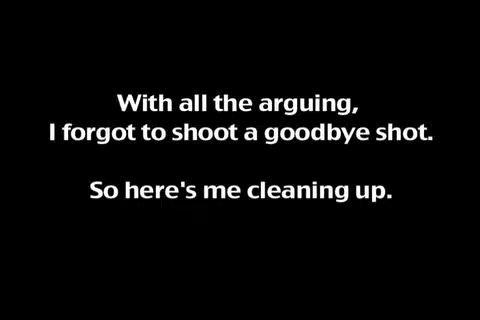 With all the arguing,
I forgot to shoot a goodbye shot.
So here's me cleaning up.